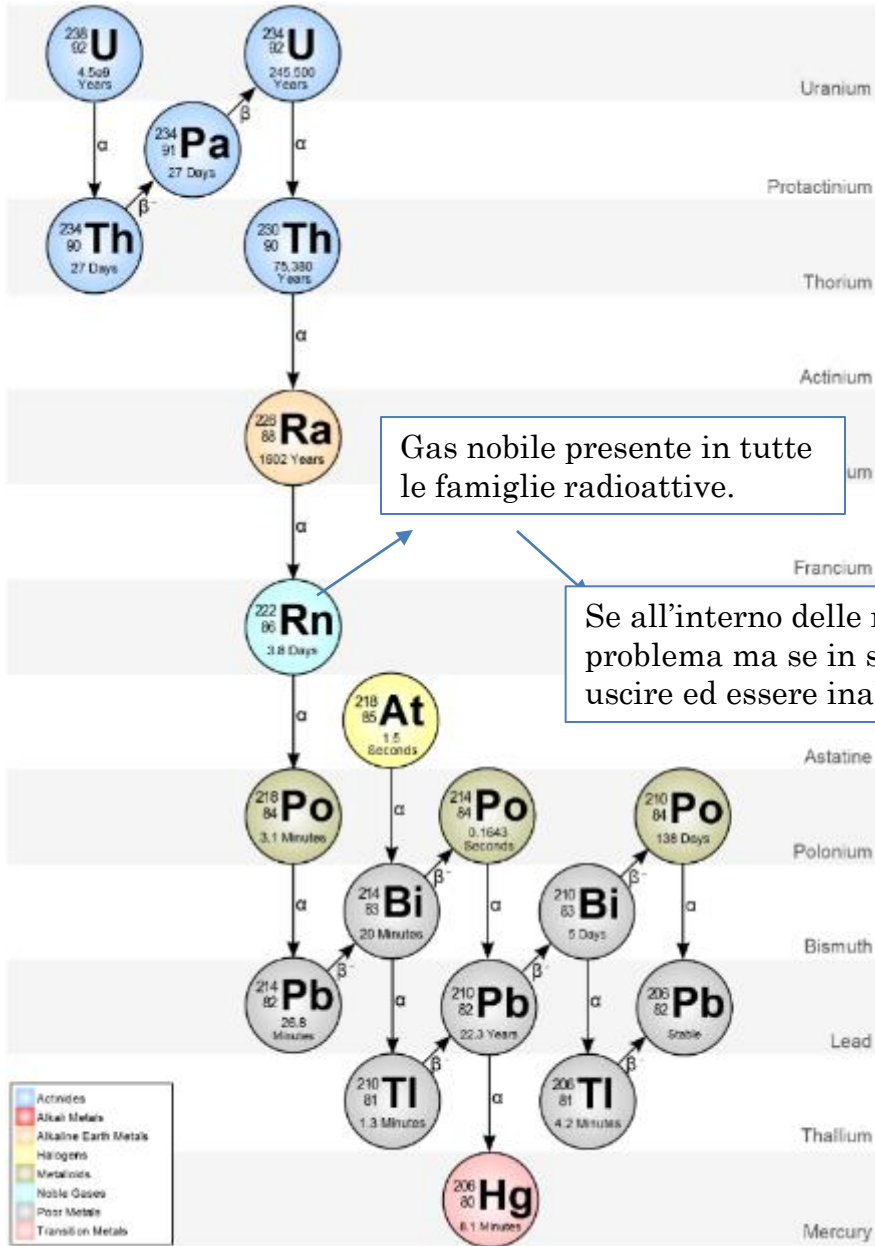 238
92 U
4.5e9
Years
234
92 U
245,500
Years
Uranium
α
β
α
234
91 Pa
27 Days
Protactinium
β⁻
234
90 Th
27 Days
230
90 Th
75,380
Years
Thorium
α
Actinium
226
88 Ra
1602 Years
Gas nobile presente in tutte
le famiglie radioattive.
um
α
Francium
222
86 Rn
3.8 Days
Se all’interno delle
problema ma se in s
uscire ed essere ina
α
218
85 At
1.5
Seconds
Astatine
218
84 Po
3.1 Minutes
α
214
84 Po
0.1643
Seconds
210
84 Po
138 Days
Polonium
β⁻
β⁻
α
214
83 Bi
20 Minutes
α
210
83 Bi
5 Days
α
Bismuth
β⁻
β⁻
214
82 Pb
26.8
Minutes
α
210
82 Pb
22.3 Years
α
206
82 Pb
Stable
Lead
β⁻
β⁻
210
81 Tl
1.3 Minutes
α
206
81 Tl
4.2 Minutes
Thallium
206
80 Hg
8.1 Minutes
Mercury
Actinides
Alkali Metals
Alkaline Earth Metals
Halogens
Metalloids
Noble Gases
Poor Metals
Transition Metals